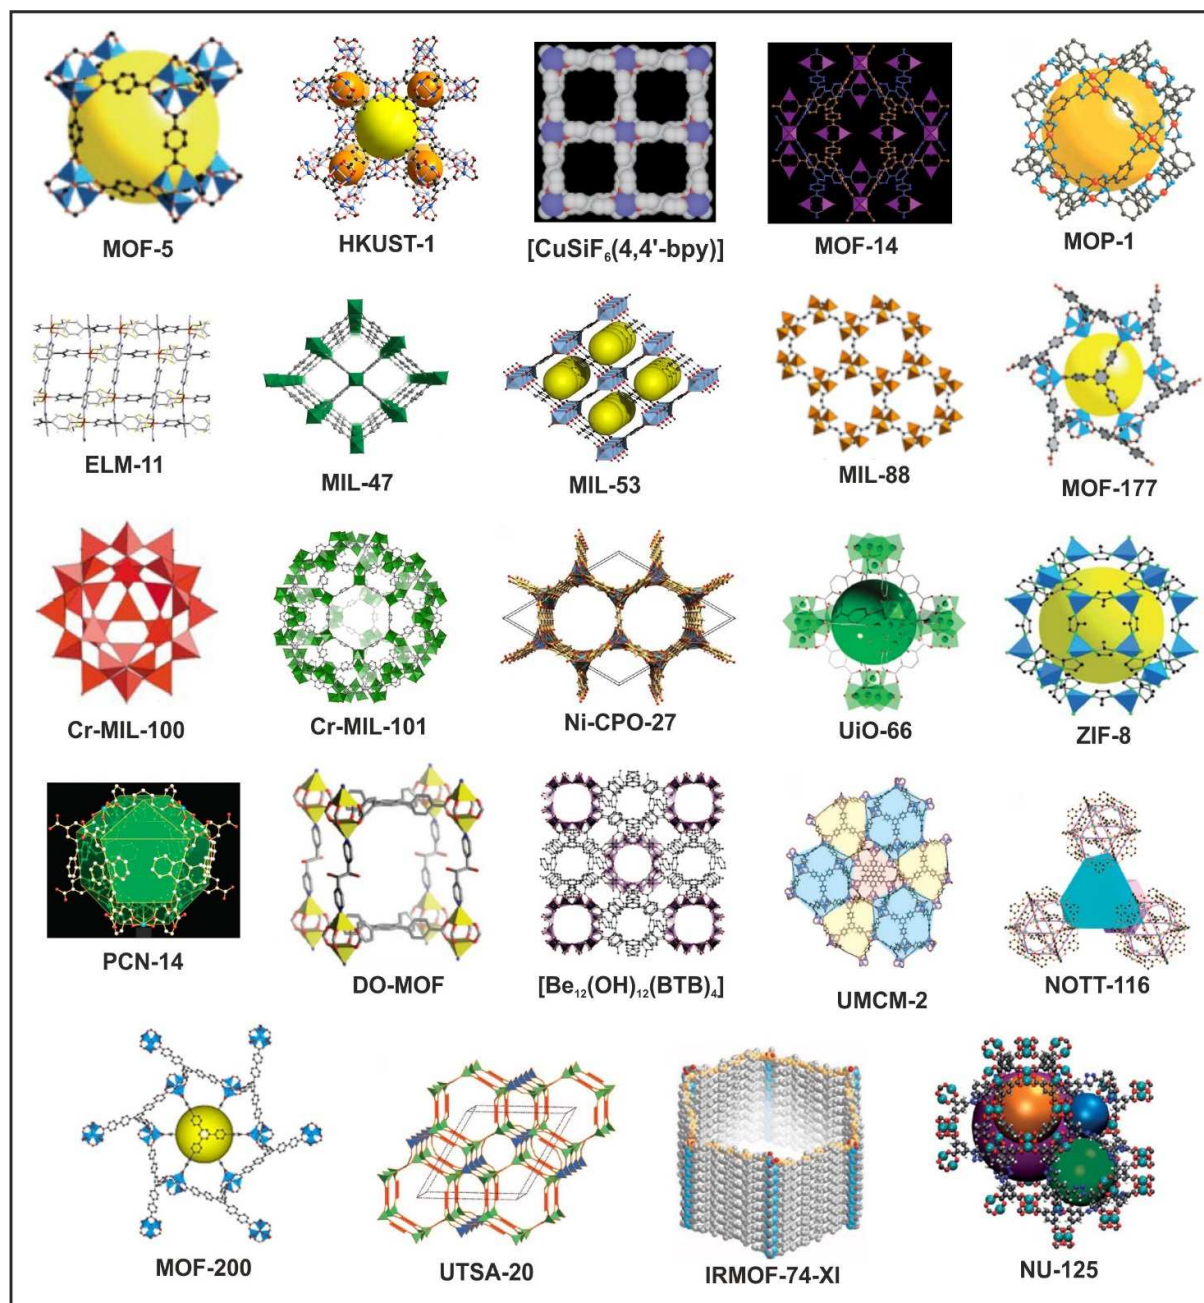 MOF-5
HKUST-1
[CuSiF₆(4,4'-bpy)]
MOF-14
MOP-1
ELM-11
MIL-47
MIL-53
MIL-88
MOF-177
Cr-MIL-100
Cr-MIL-101
Ni-CPO-27
UiO-66
ZIF-8
PCN-14
DO-MOF
[Be₁₂(OH)₁₂(BTB)₄]
UMCM-2
NOTT-116
MOF-200
UTSA-20
IRMOF-74-XI
NU-125